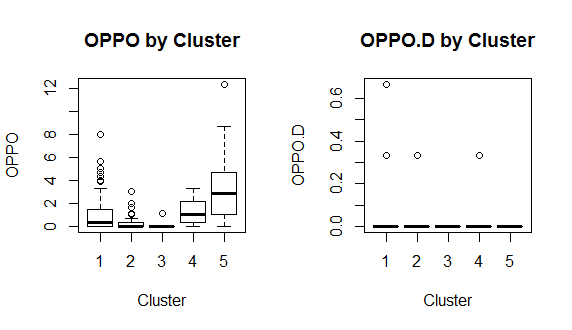 OPPO by Cluster
OPPO
12
8
6
4
2
0
1 2 3 4 5
Cluster
OPPO.D by Cluster
OPPO.D
0.6
0.4
0.2
0.0
1 2 3 4 5
Cluster